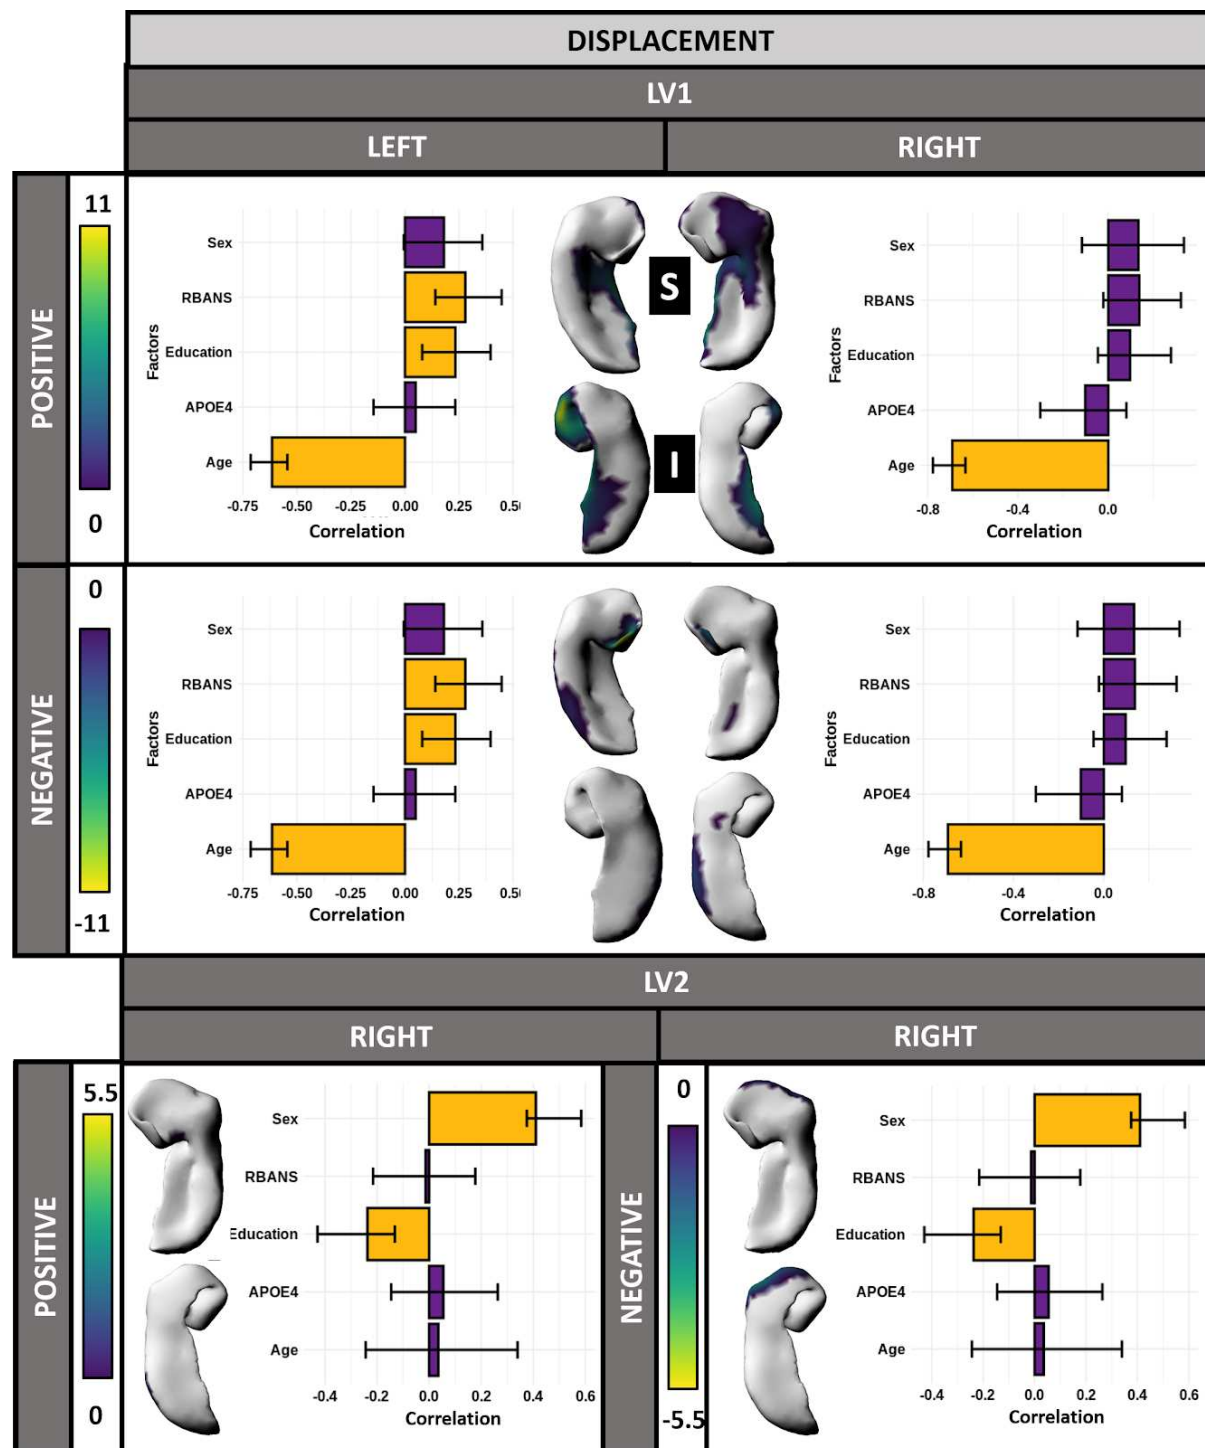 DISPLACEMENT
LV1
LEFT RIGHT
POSITIVE
11
0
Factors
Sex
RBANS
Education
APOE4
Age
-0.75 -0.50 -0.25 0.00 0.25 0.50
Correlation
S
I
Factors
Sex
RBANS
Education
APOE4
Age
-0.8 -0.4 0.0
Correlation
NEGATIVE
0
-11
Factors
Sex
RBANS
Education
APOE4
Age
-0.75 -0.50 -0.25 0.00 0.25 0.50
Correlation
Factors
Sex
RBANS
Education
APOE4
Age
-0.8 -0.4 0.0
Correlation
LV2
RIGHT RIGHT
POSITIVE
5.5
0
Sex
RBANS
Education
APOE4
Age
-0.4 -0.2 0.0 0.2 0.4 0.6
Correlation
NEGATIVE
0
-5.5
Sex
RBANS
Education
APOE4
Age
-0.4 -0.2 0.0 0.2 0.4 0.6
Correlation